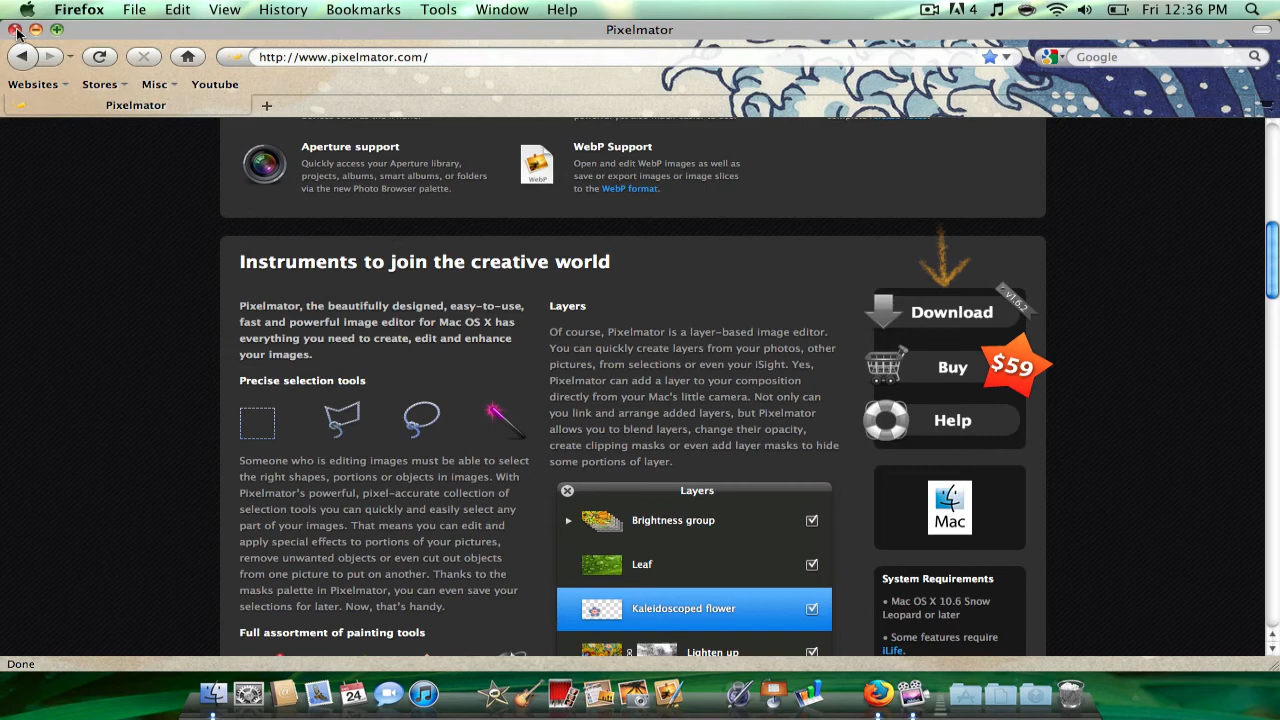 Firefox File Edit View History Bookmarks Tools Window Help 4 Fri 12:36 PM
Pixelmator
http://www.pixelmator.com/ Google
Websites Stores Misc Youtube
Pixelmator
Aperture support
Quickly access your Aperture library,
projects, albums, smart albums, or folders
via the new Photo Browser palette.
WebP
WebP Support
Open and edit WebP images as well as
save or export images or image slices
to the WebP format.
Instruments to join the creative world
Pixelmator, the beautifully designed, easy-to-use,
fast and powerful image editor for Mac OS X has
everything you need to create, edit and enhance
your images.
Precise selection tools
Someone who is editing images must be able to select
the right shapes, portions or objects in images. With
Pixelmator's powerful, pixel-accurate collection of
selection tools you can quickly and easily select any
part of your images. That means you can edit and
apply special effects to portions of your pictures,
remove unwanted objects or even cut out objects
from one picture to put on another. Thanks to the
masks palette in Pixelmator, you can even save your
selections for later. Now, that's handy.
Full assortment of painting tools
Layers
Of course, Pixelmator is a layer-based image editor.
You can quickly create layers from your photos, other
pictures, from selections or even your iSight. Yes,
Pixelmator can add a layer to your composition
directly from your Mac's little camera. Not only can
you link and arrange added layers, but Pixelmator
allows you to blend layers, change their opacity,
create clipping masks or even add layer masks to hide
some portions of layer.
Layers
Brightness group
Leaf
Kaleidoscoped flower
Lighten up
Download
v1.6.2
Buy
$59
Help
Mac
System Requirements
• Mac OS X 10.6 Snow
Leopard or later
• Some features require
iLife.
Done
24